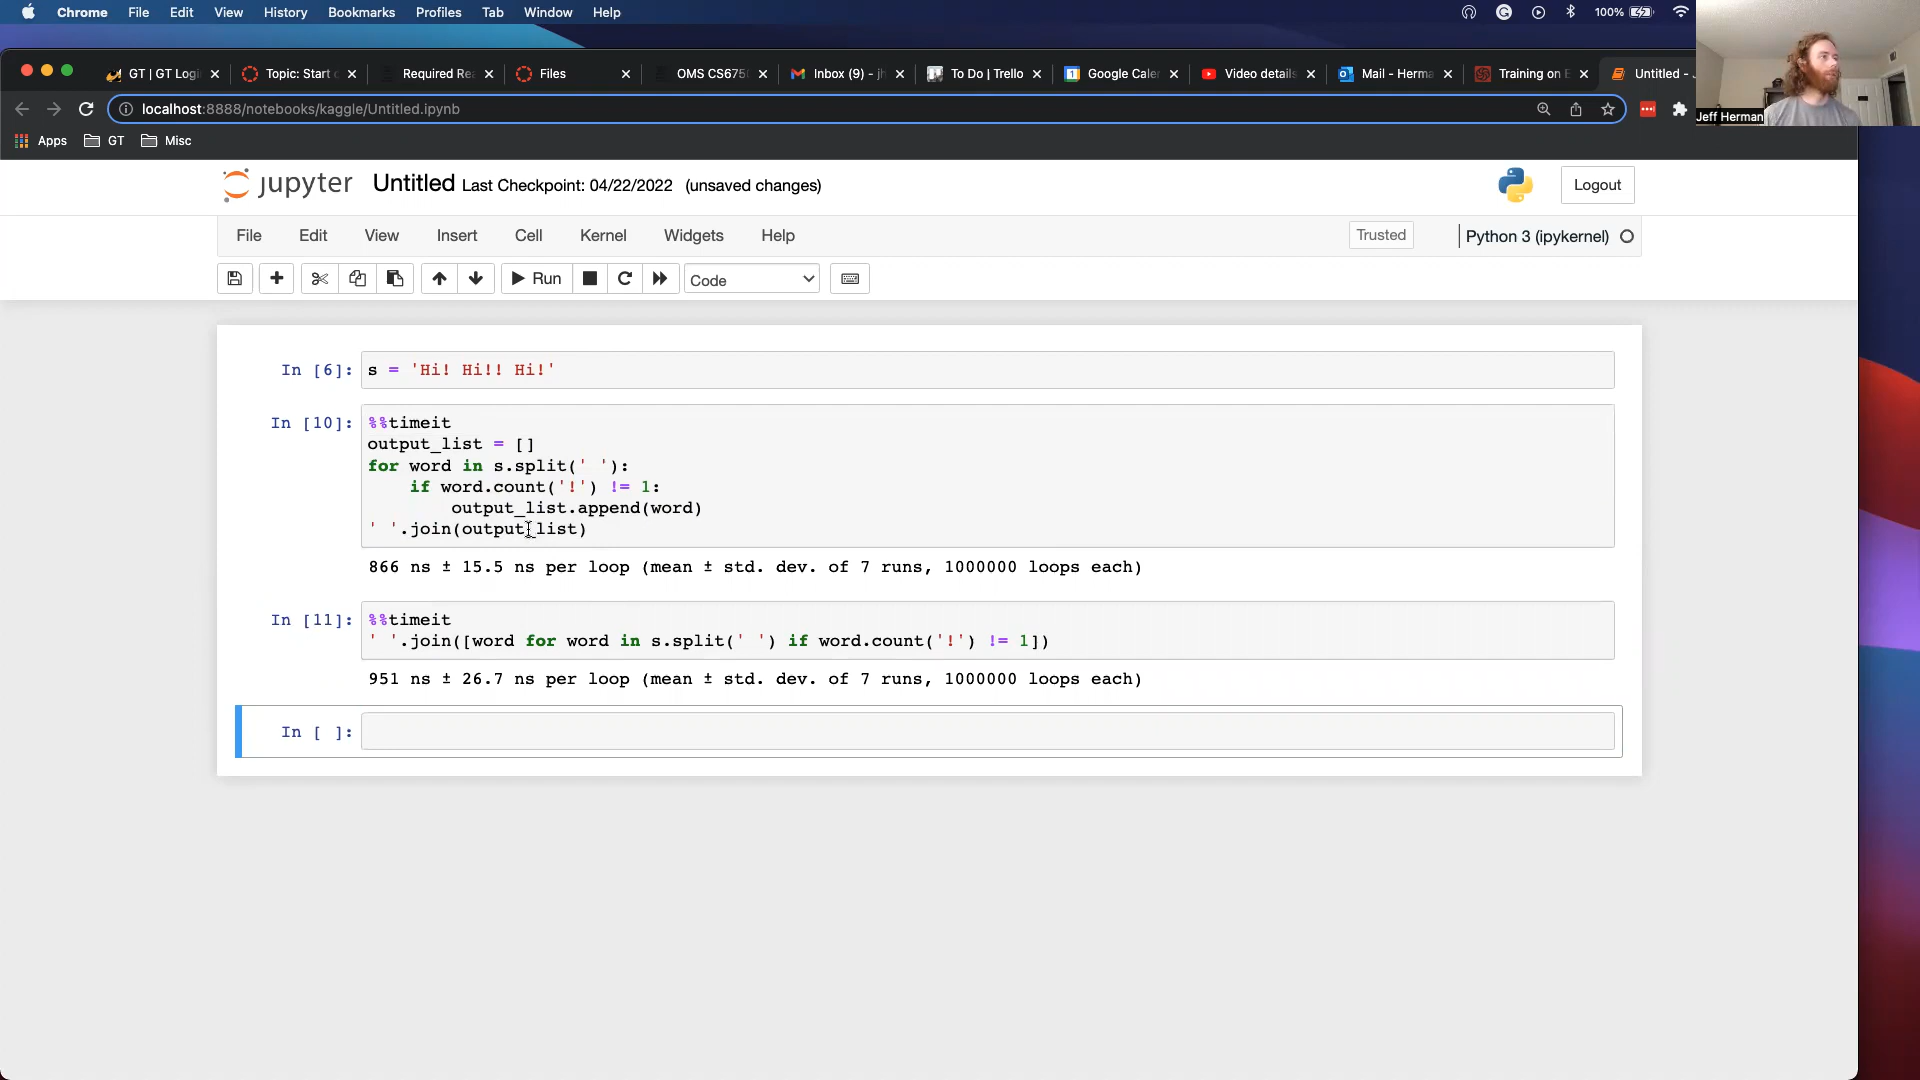 Chrome File Edit View History Bookmarks Profiles Tab Window Help 100%
GT | GT Logi Topic: Start Required Re Files OMS CS675 Inbox (9) - jh To Do | Trello Google Caler Video details Mail - Herma Training on E Untitled -
localhost:8888/notebooks/kaggle/Untitled.ipynb
Apps GT Misc
Jeff Herman
jupyter Untitled Last Checkpoint: 04/22/2022 (unsaved changes) Logout
File Edit View Insert Cell Kernel Widgets Help Trusted Python 3 (ipykernel)
Run Code
In [6]: s = 'Hi! Hi!! Hi!'
In [10]: %%timeit
output_list = []
for word in s.split(' '):
    if word.count('!') != 1:
        output_list.append(word)
' '.join(output_list)
866 ns ± 15.5 ns per loop (mean ± std. dev. of 7 runs, 1000000 loops each)
In [11]: %%timeit
' '.join([word for word in s.split(' ') if word.count('!') != 1])
951 ns ± 26.7 ns per loop (mean ± std. dev. of 7 runs, 1000000 loops each)
In [ ]: